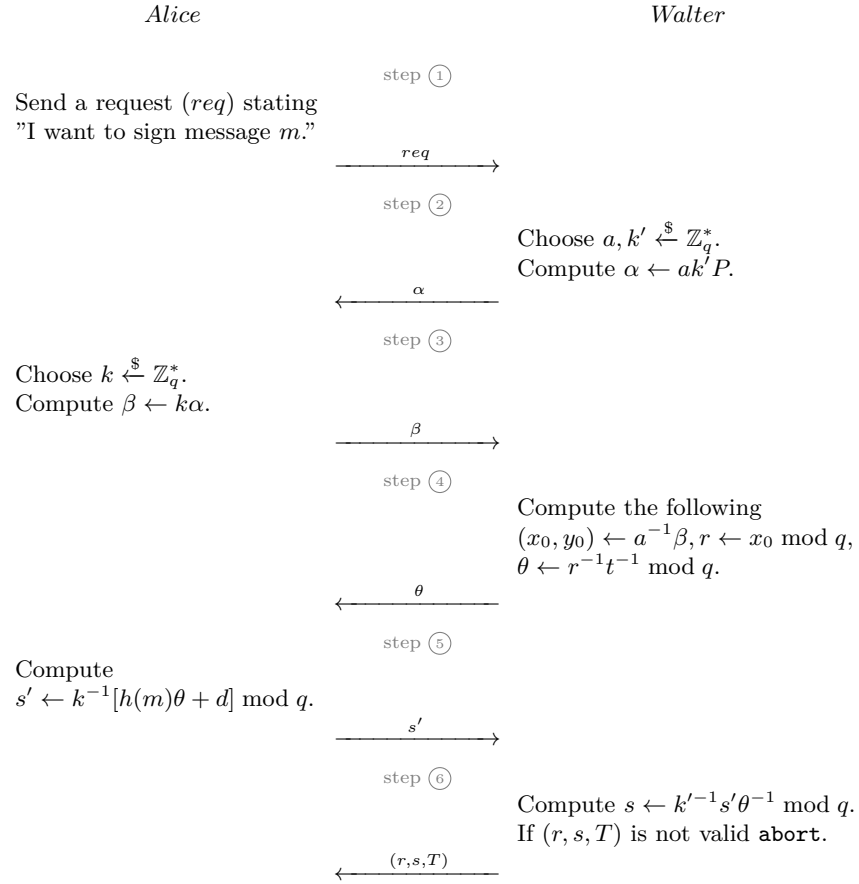 Alice Walter
step ①
Send a request (req) stating
"I want to sign message m."
req
step ②
Choose a, k′ ←$ ℤ*_q.
Compute α ← ak′P.
α
step ③
Choose k ←$ ℤ*_q.
Compute β ← kα.
β
step ④
Compute the following
(x₀, y₀) ← a⁻¹β, r ← x₀ mod q,
θ ← r⁻¹t⁻¹ mod q.
θ
step ⑤
Compute
s′ ← k⁻¹[h(m)θ + d] mod q.
s′
step ⑥
Compute s ← k′⁻¹s′θ⁻¹ mod q.
If (r, s, T) is not valid abort.
(r,s,T)